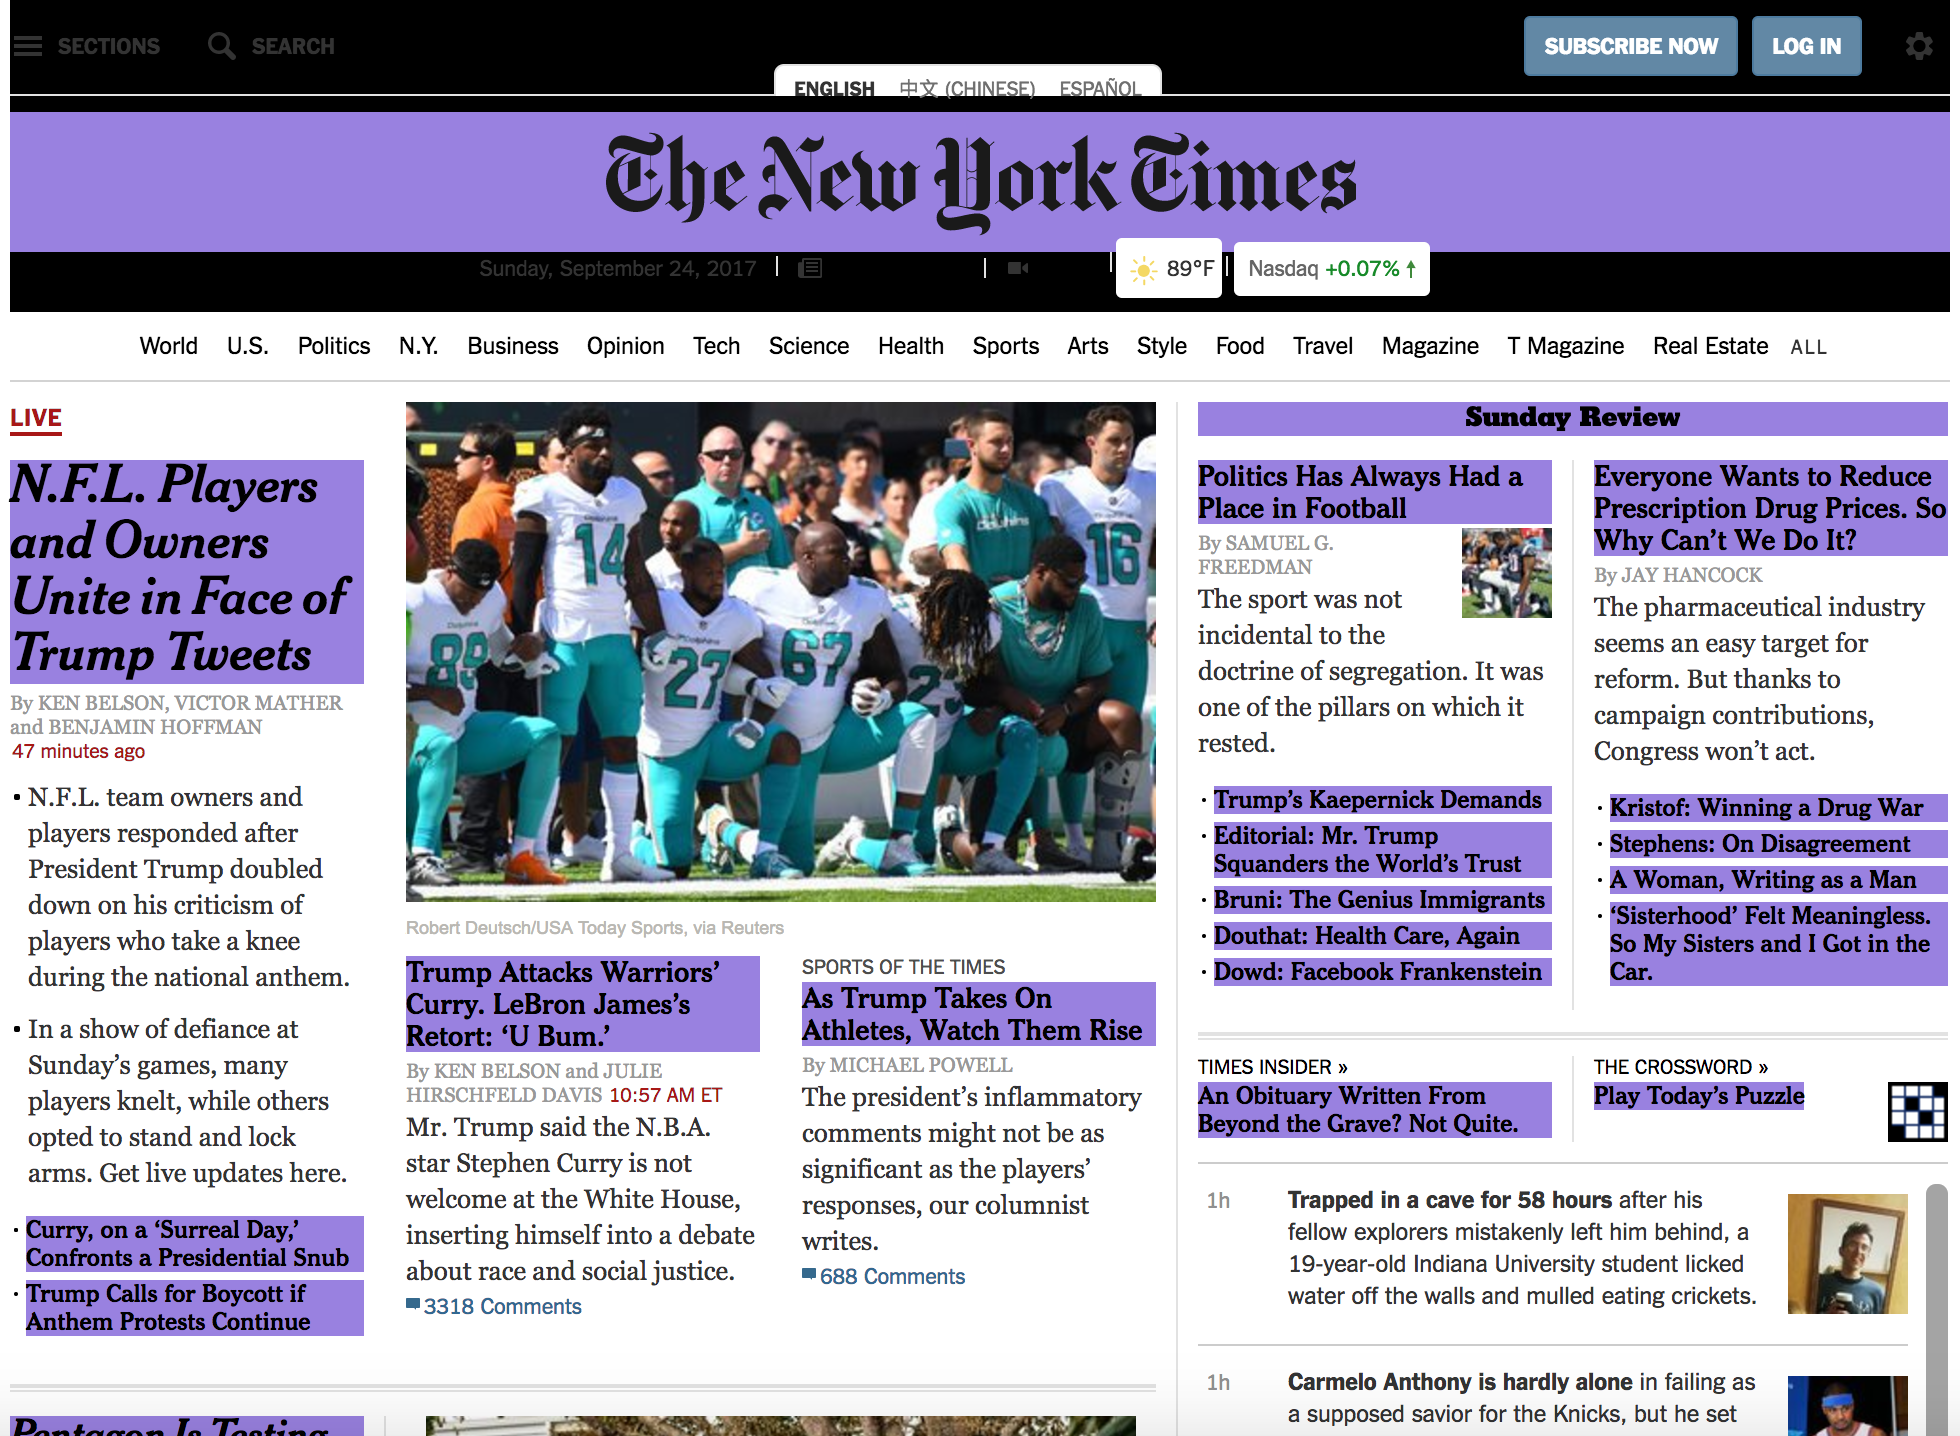 SECTIONS
SEARCH
SUBSCRIBE NOW
LOG IN
ENGLISH 中文 (CHINESE) ESPAÑOL
The New York Times
Sunday, September 24, 2017
89°F
Nasdaq +0.07% ↑
World U.S. Politics N.Y. Business Opinion Tech Science Health Sports Arts Style Food Travel Magazine T Magazine Real Estate ALL
LIVE
N.F.L. Players
and Owners
Unite in Face of
Trump Tweets
By KEN BELSON, VICTOR MATHER
and BENJAMIN HOFFMAN
47 minutes ago
• N.F.L. team owners and
players responded after
President Trump doubled
down on his criticism of
players who take a knee
during the national anthem.
• In a show of defiance at
Sunday’s games, many
players knelt, while others
opted to stand and lock
arms. Get live updates here.
• Curry, on a ‘Surreal Day,’
Confronts a Presidential Snub
• Trump Calls for Boycott if
Anthem Protests Continue
Pentagon Is Testing
14
16
89
27
67
23
Dolphins
Robert Deutsch/USA Today Sports, via Reuters
Trump Attacks Warriors’
Curry. LeBron James’s
Retort: ‘U Bum.’
By KEN BELSON and JULIE
HIRSCHFELD DAVIS 10:57 AM ET
Mr. Trump said the N.B.A.
star Stephen Curry is not
welcome at the White House,
inserting himself into a debate
about race and social justice.
3318 Comments
SPORTS OF THE TIMES
As Trump Takes On
Athletes, Watch Them Rise
By MICHAEL POWELL
The president’s inflammatory
comments might not be as
significant as the players’
responses, our columnist
writes.
688 Comments
Sunday Review
Politics Has Always Had a
Place in Football
By SAMUEL G.
FREEDMAN
The sport was not
incidental to the
doctrine of segregation. It was
one of the pillars on which it
rested.
• Trump’s Kaepernick Demands
• Editorial: Mr. Trump
Squanders the World’s Trust
• Bruni: The Genius Immigrants
• Douthat: Health Care, Again
• Dowd: Facebook Frankenstein
Everyone Wants to Reduce
Prescription Drug Prices. So
Why Can’t We Do It?
By JAY HANCOCK
The pharmaceutical industry
seems an easy target for
reform. But thanks to
campaign contributions,
Congress won’t act.
• Kristof: Winning a Drug War
• Stephens: On Disagreement
• A Woman, Writing as a Man
• ‘Sisterhood’ Felt Meaningless.
So My Sisters and I Got in the
Car.
TIMES INSIDER »
An Obituary Written From
Beyond the Grave? Not Quite.
THE CROSSWORD »
Play Today’s Puzzle
1h
Trapped in a cave for 58 hours after his
fellow explorers mistakenly left him behind, a
19-year-old Indiana University student licked
water off the walls and mulled eating crickets.
1h
Carmelo Anthony is hardly alone in failing as
a supposed savior for the Knicks, but he set